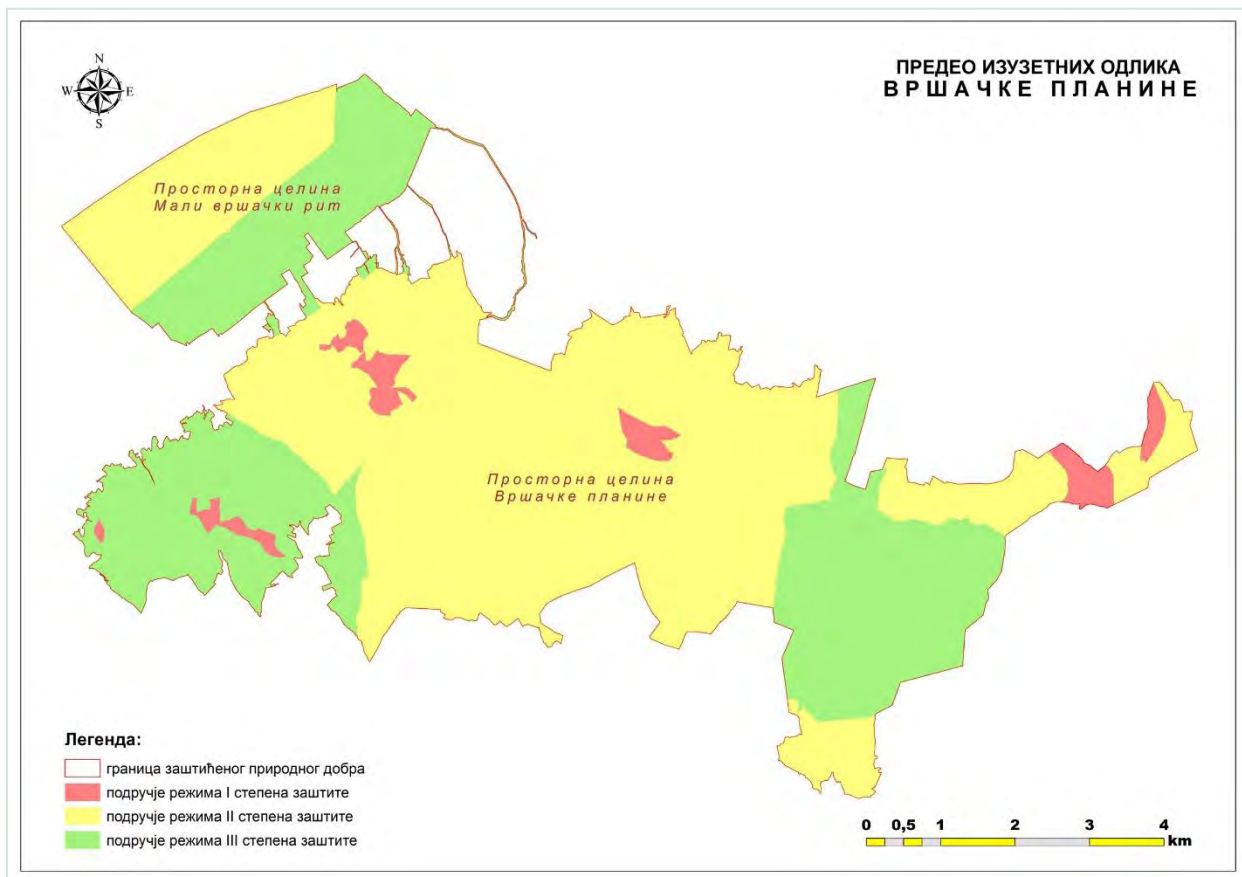 ПРЕДЕО ИЗУЗЕТНИХ ОДЛИКА
ВРШАЧКЕ ПЛАНИНЕ
N
W E
S
Просторна целина
Мали вршачки рит
Просторна целина
Вршачке планине
Легенда:
граница заштићеног природног добра
подручје режима I степена заштите
подручје режима II степена заштите
подручје режима III степена заштите
0 0,5 1 2 3 4
km